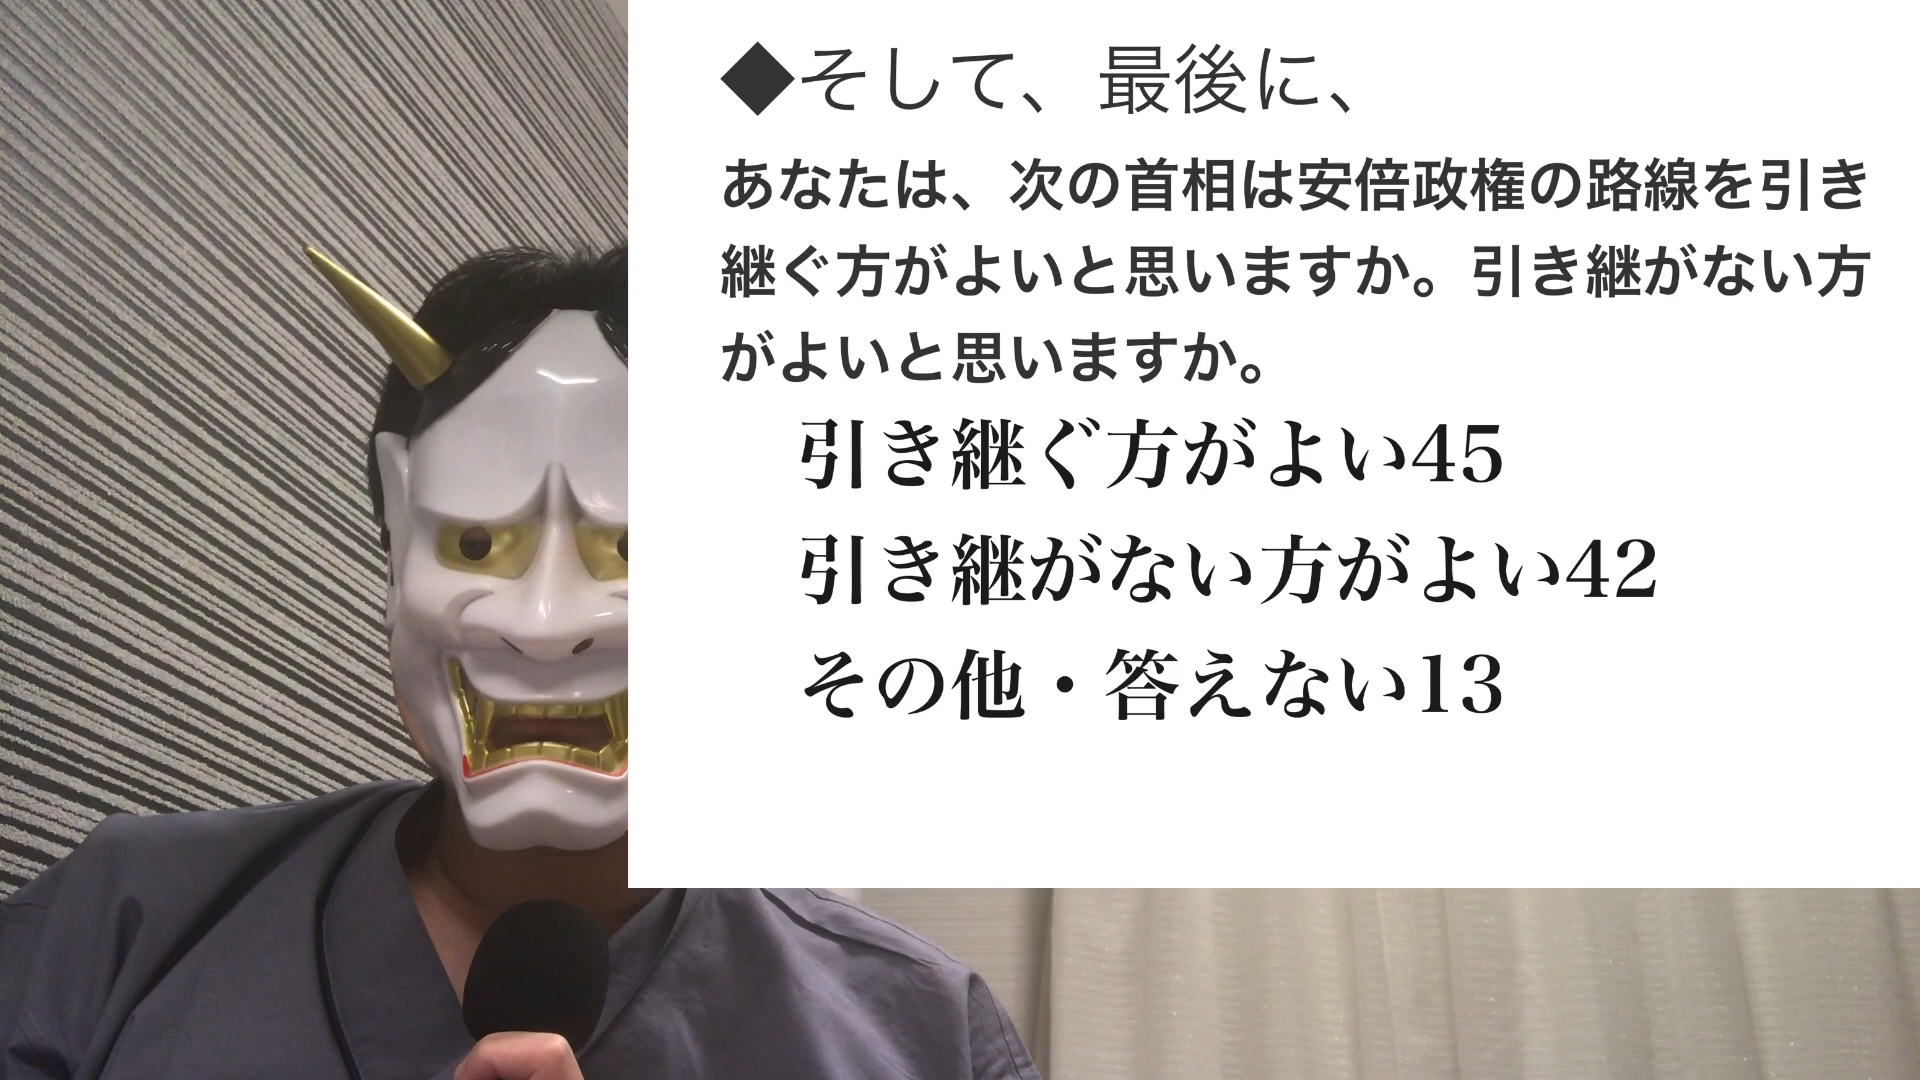 ◆そして、最後に、
あなたは、次の首相は安倍政権の路線を引き
継ぐ方がよいと思いますか。引き継がない方
がよいと思いますか。
引き継ぐ方がよい45
引き継がない方がよい42
その他・答えない13